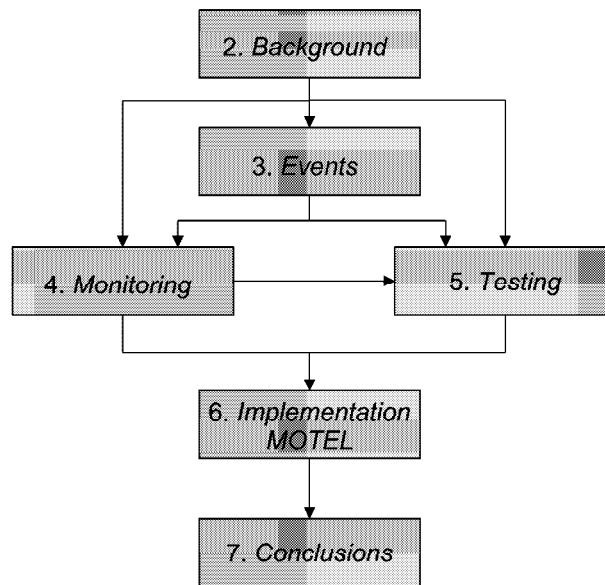 2. Background
3. Events
4. Monitoring
5. Testing
6. Implementation
MOTEL
7. Conclusions